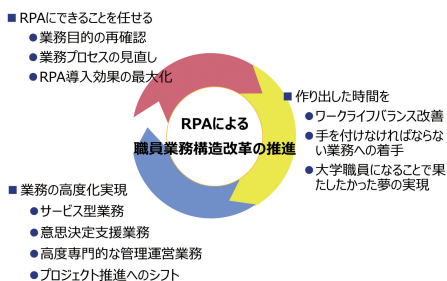 ■ RPAにできることを任せる
●業務目的の再確認
●業務プロセスの見直し
●RPA導入効果の最大化
RPAによる
職員業務構造改革の推進
■ 作り出した時間を
●ワークライフバランス改善
●手を付けなければならな
い業務への着手
●大学職員になることで果
たしたかった夢の実現
■ 業務の高度化実現
●サービス型業務
●意思決定支援業務
●高度専門的な管理運営業務
●プロジェクト推進へのシフト